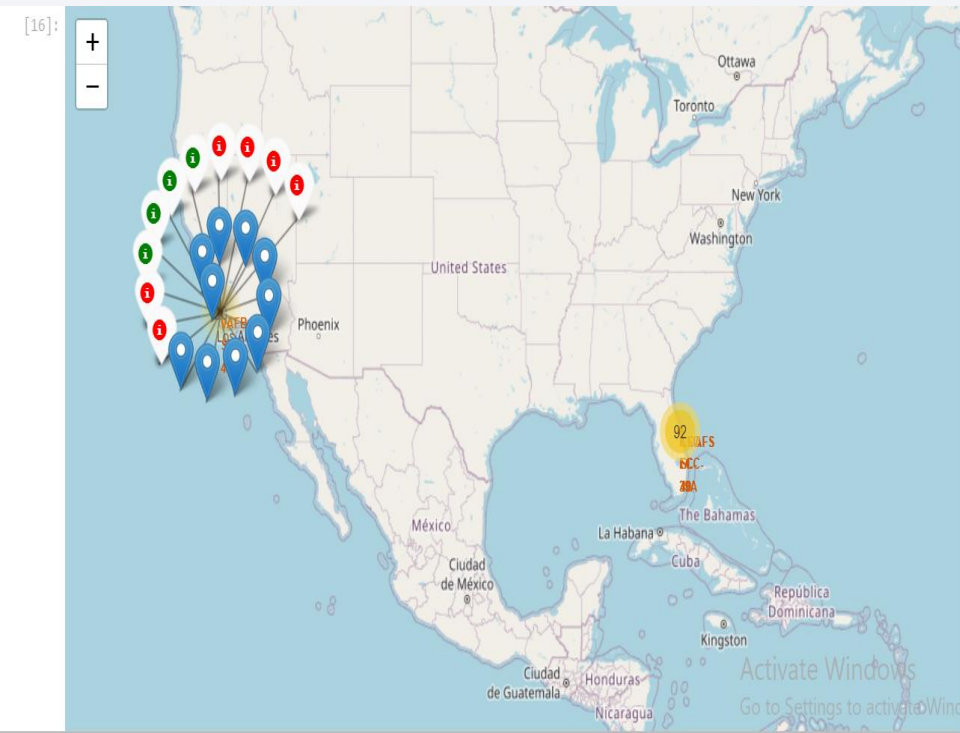 [16]:
+
−
Ottawa
Toronto
New York
Washington
United States
Phoenix
92
The Bahamas
La Habana
México
Cuba
Ciudad
de México
República
Dominicana
Kingston
Ciudad
de Guatemala
Honduras
Nicaragua
Activate Windows
Go to Settings to activate